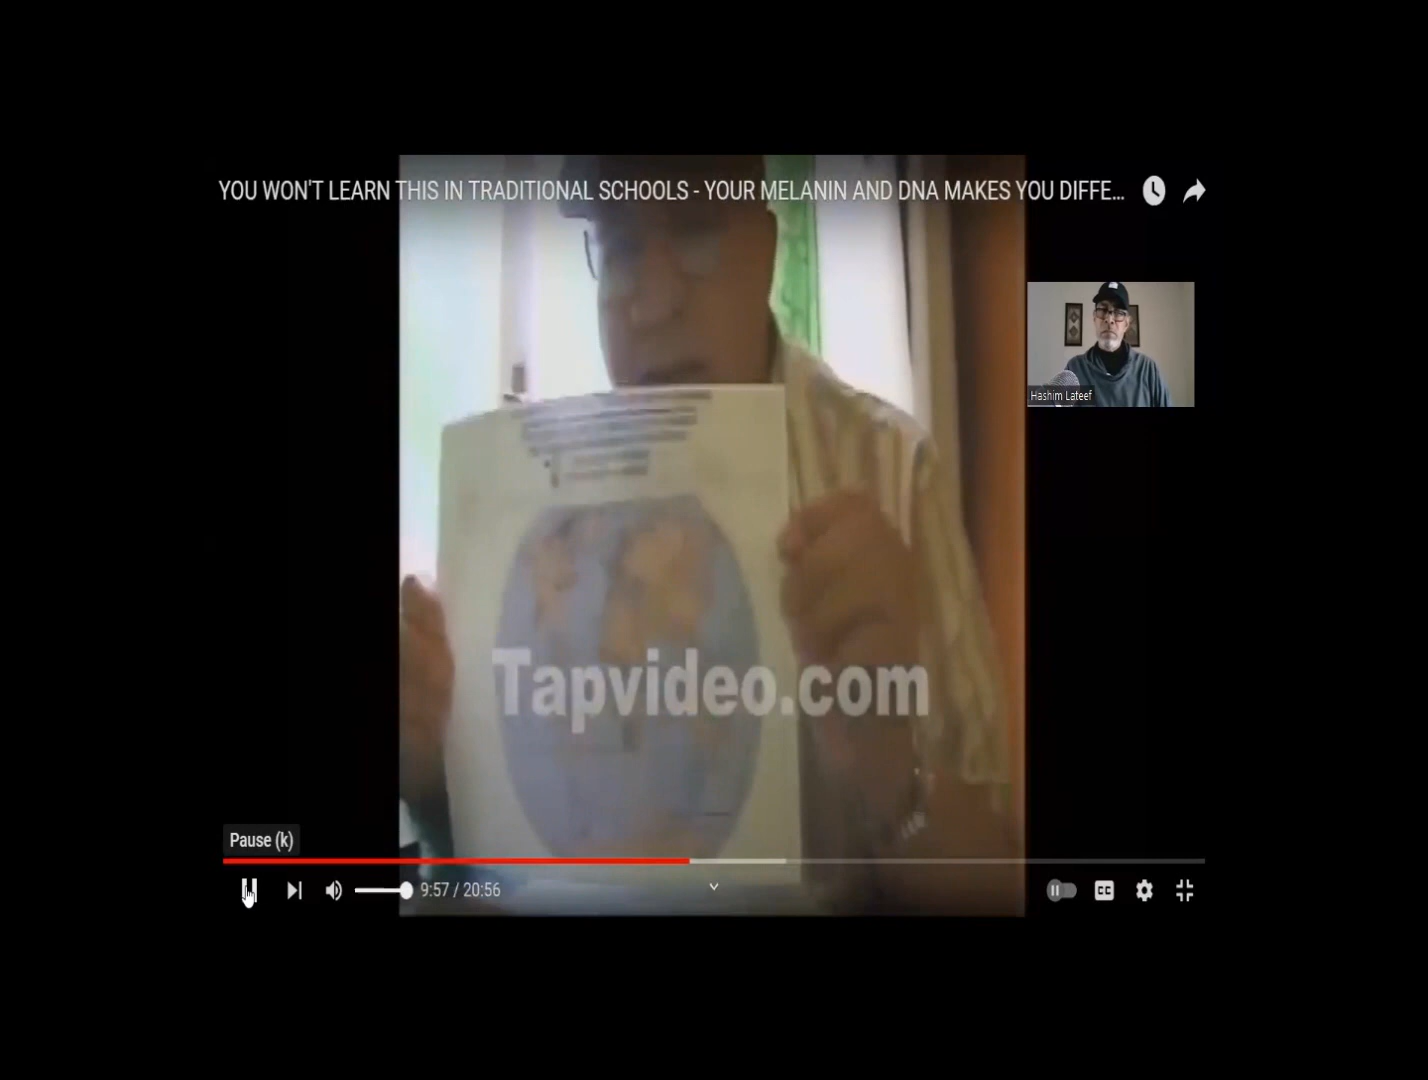 YOU WON'T LEARN THIS IN TRADITIONAL SCHOOLS - YOUR MELANIN AND DNA MAKES YOU DIFFE...
Hashim Lateef
Tapvideo.com
Pause (k)
9:57 / 20:56
CC